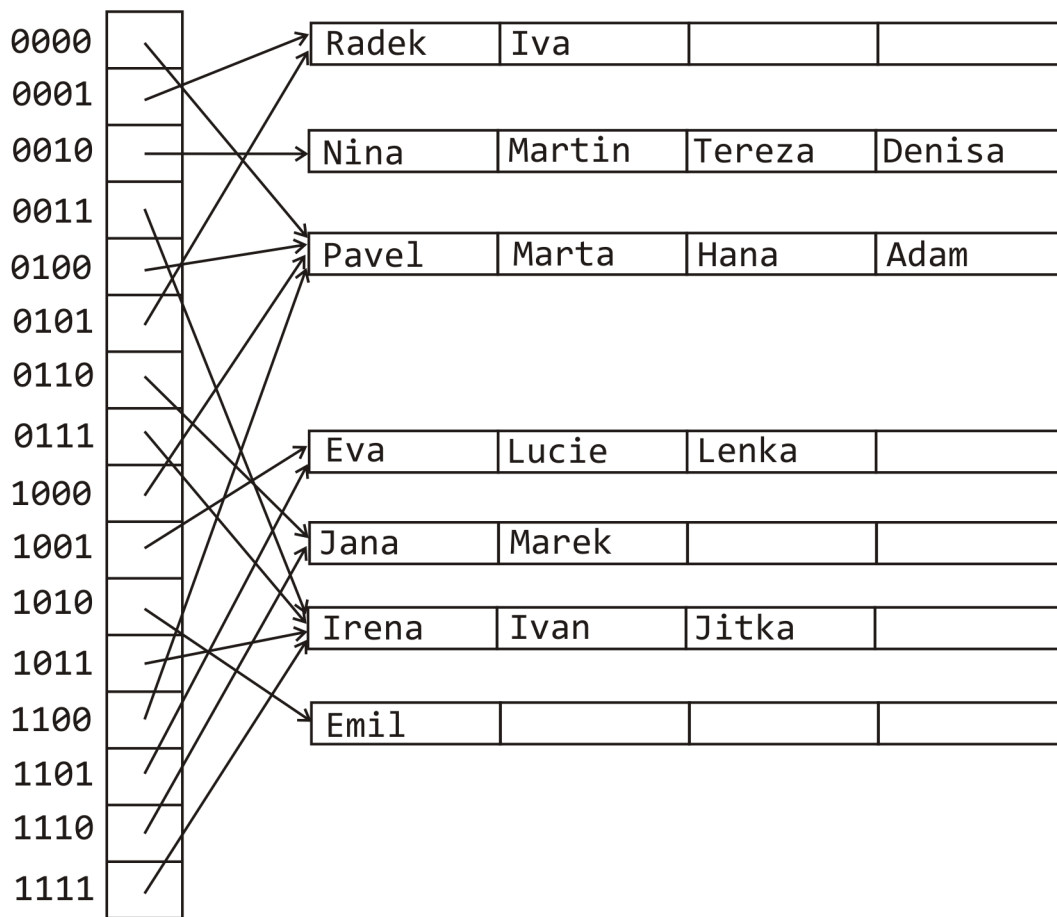 0000
Radek Iva
0001
0010
Nina Martin Tereza Denisa
0011
0100
Pavel Marta Hana Adam
0101
0110
0111
Eva Lucie Lenka
1000
1001
Jana Marek
1010
Irena Ivan Jitka
1011
1100
Emil
1101
1110
1111